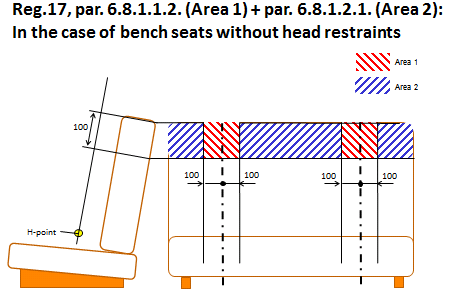 Reg.17, par. 6.8.1.1.2. (Area 1) + par. 6.8.1.2.1. (Area 2):
In the case of bench seats without head restraints
Area 1
Area 2
100
100
100
100
100
H-point